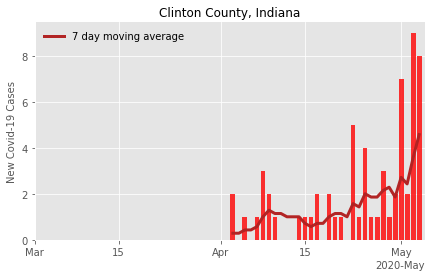 Clinton County, Indiana
7 day moving average
New Covid-19 Cases
8
6
4
2
0
Mar
15
Apr
15
May
2020-May